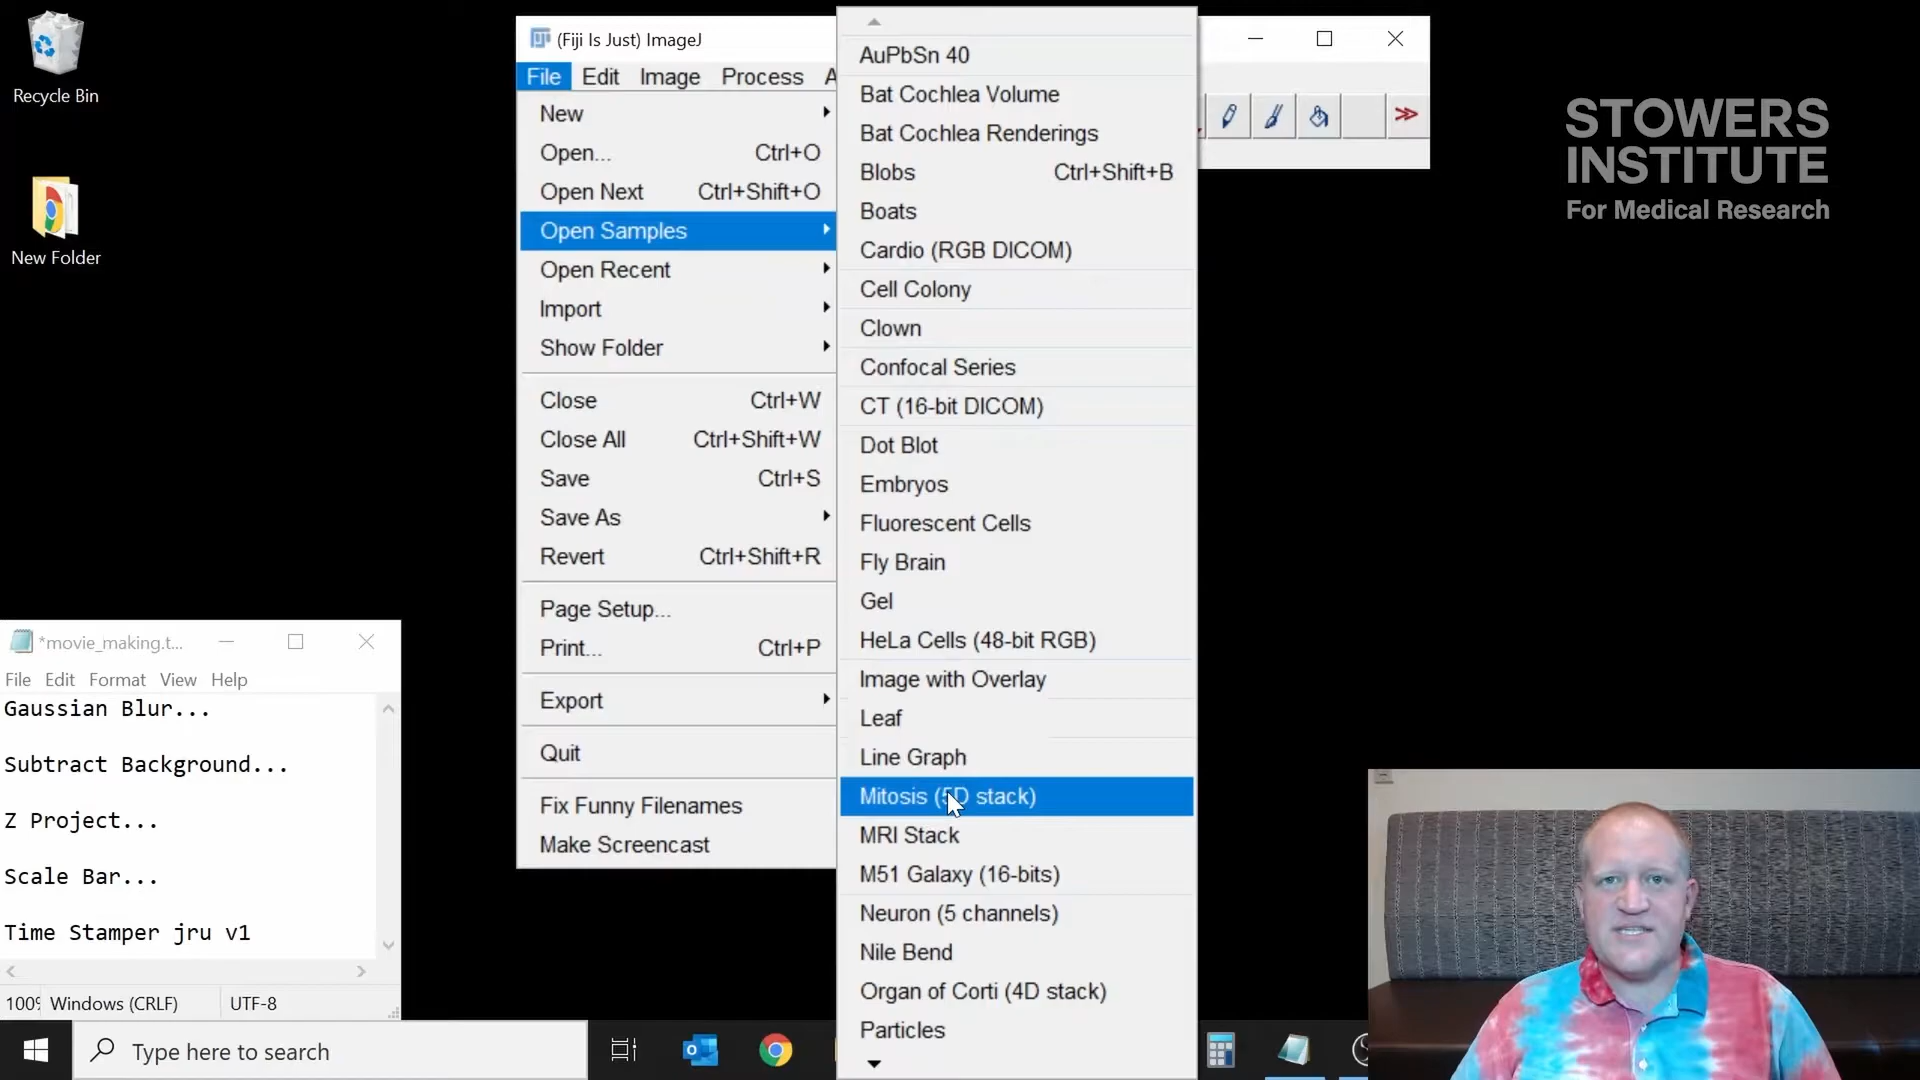 Recycle Bin
New Folder
(Fiji Is Just) ImageJ
File Edit Image Process A
New
Open... Ctrl+O
Open Next Ctrl+Shift+O
Open Samples
Open Recent
Import
Show Folder
Close Ctrl+W
Close All Ctrl+Shift+W
Save Ctrl+S
Save As
Revert Ctrl+Shift+R
Page Setup...
Print... Ctrl+P
Export
Quit
Fix Funny Filenames
Make Screencast
AuPbSn 40
Bat Cochlea Volume
Bat Cochlea Renderings
Blobs Ctrl+Shift+B
Boats
Cardio (RGB DICOM)
Cell Colony
Clown
Confocal Series
CT (16-bit DICOM)
Dot Blot
Embryos
Fluorescent Cells
Fly Brain
Gel
HeLa Cells (48-bit RGB)
Image with Overlay
Leaf
Line Graph
Mitosis (5D stack)
MRI Stack
M51 Galaxy (16-bits)
Neuron (5 channels)
Nile Bend
Organ of Corti (4D stack)
Particles
STOWERS
INSTITUTE
For Medical Research
*movie_making.t...
File Edit Format View Help
Gaussian Blur...
Subtract Background...
Z Project...
Scale Bar...
Time Stamper jru v1
100% Windows (CRLF) UTF-8
Type here to search